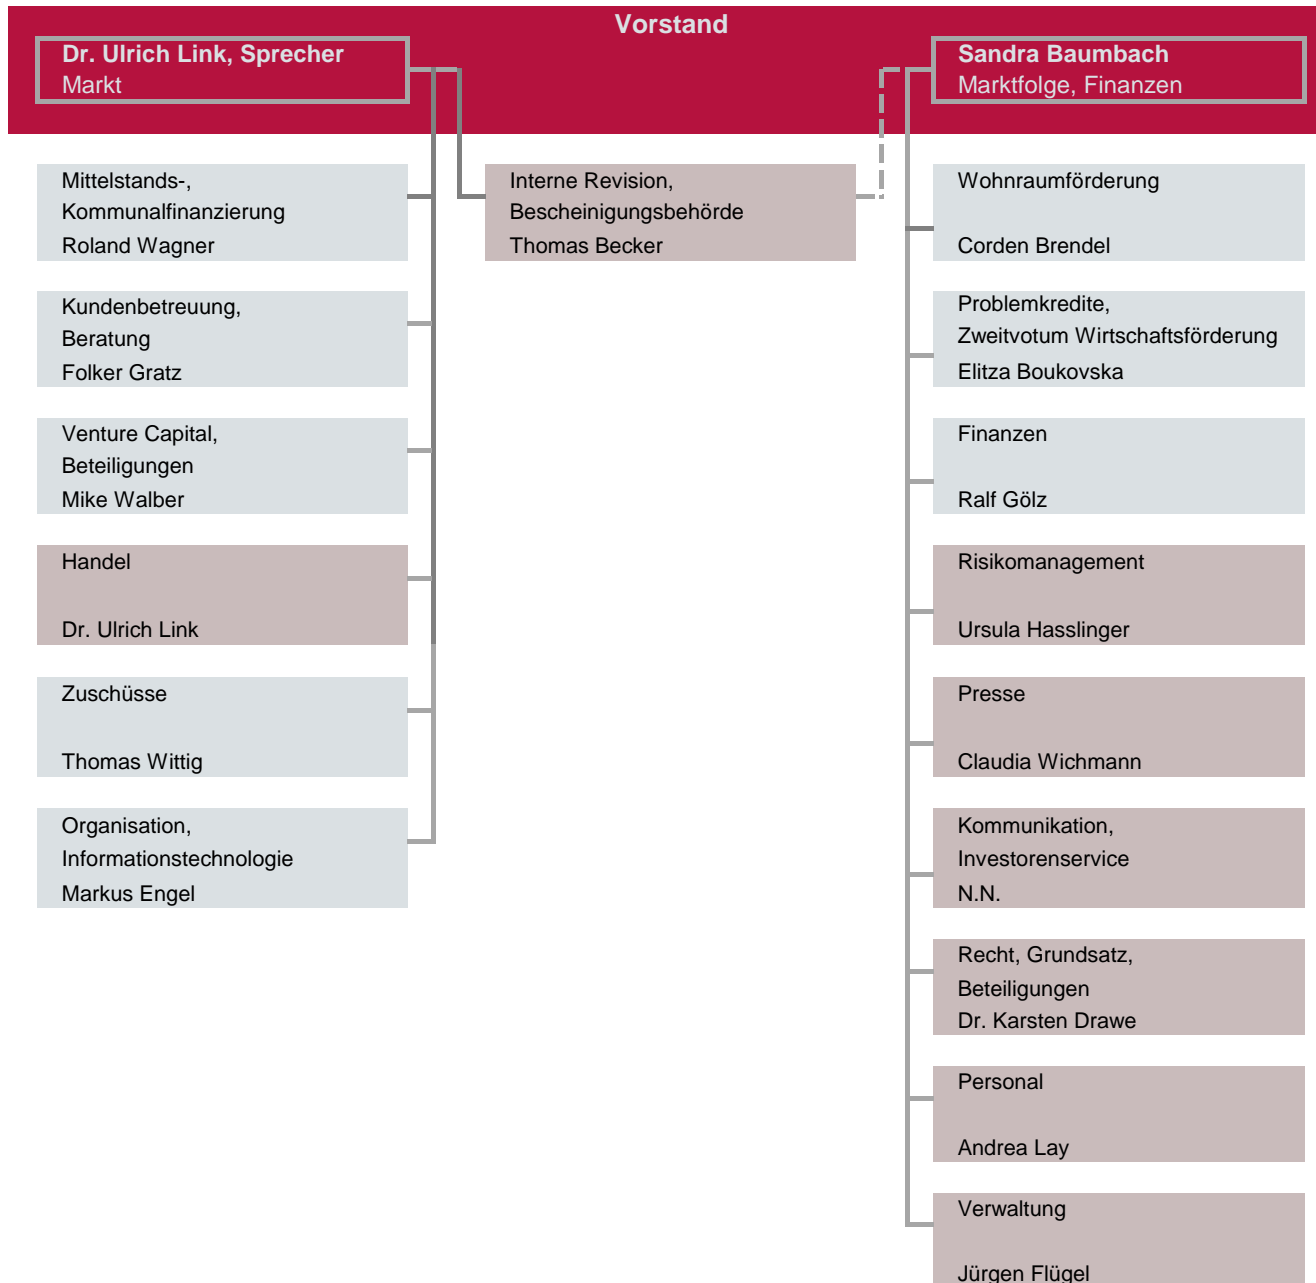 Vorstand
Dr. Ulrich Link, Sprecher
Markt
Sandra Baumbach
Marktfolge, Finanzen
Mittelstands-,
Kommunalfinanzierung
Roland Wagner
Kundenbetreuung,
Beratung
Folker Gratz
Venture Capital,
Beteiligungen
Mike Walber
Handel
Dr. Ulrich Link
Zuschüsse
Thomas Wittig
Organisation,
Informationstechnologie
Markus Engel
Interne Revision,
Bescheinigungsbehörde
Thomas Becker
Wohnraumförderung
Corden Brendel
Problemkredite,
Zweitvotum Wirtschaftsförderung
Elitza Boukovska
Finanzen
Ralf Gölz
Risikomanagement
Ursula Hasslinger
Presse
Claudia Wichmann
Kommunikation,
Investorenservice
N.N.
Recht, Grundsatz,
Beteiligungen
Dr. Karsten Drawe
Personal
Andrea Lay
Verwaltung
Jürgen Flügel